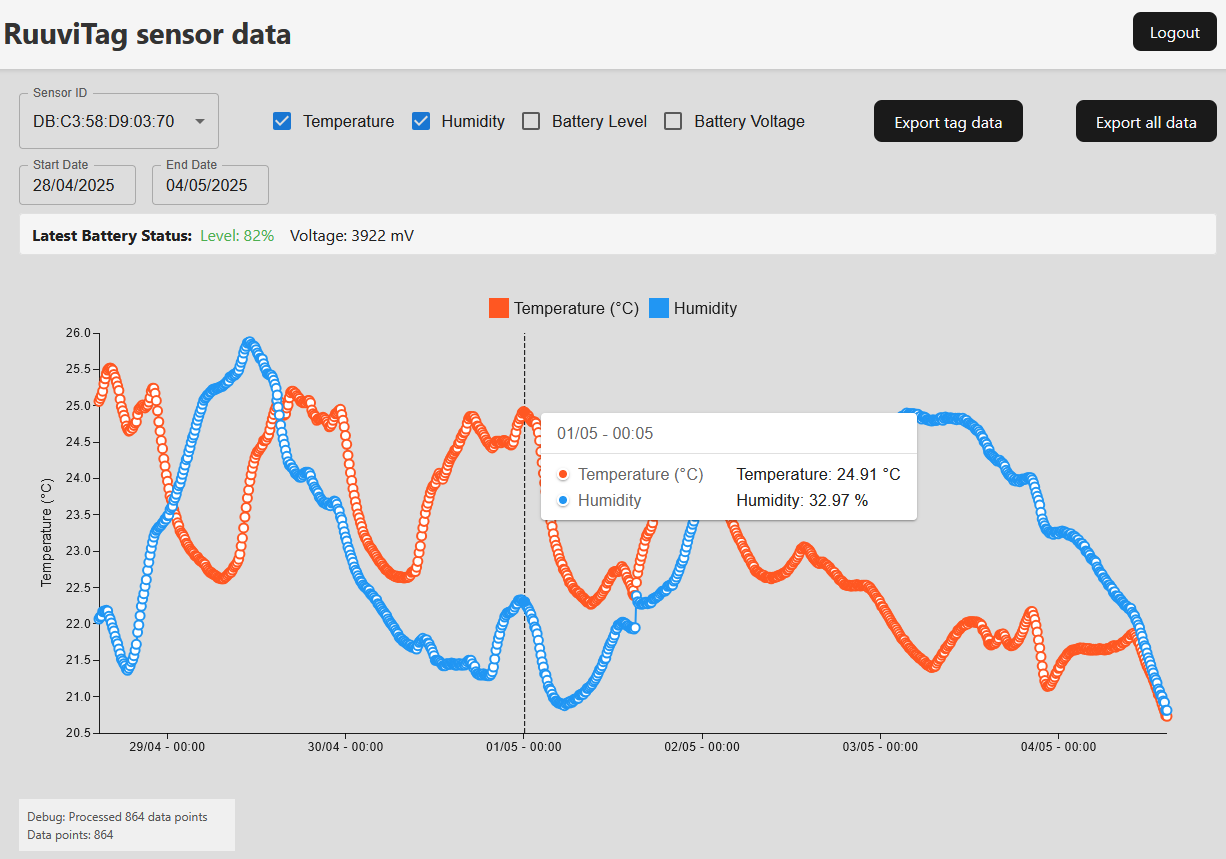 RuuviTag sensor data
Logout
Sensor ID
DB:C3:58:D9:03:70
Temperature
Humidity
Battery Level
Battery Voltage
Export tag data
Export all data
Start Date
28/04/2025
End Date
04/05/2025
Latest Battery Status: Level: 82% Voltage: 3922 mV
Temperature (°C)
Humidity
26.0
25.5
25.0
24.5
24.0
23.5
23.0
22.5
22.0
21.5
21.0
20.5
Temperature (°C)
01/05 - 00:05
Temperature (°C) Temperature: 24.91 °C
Humidity Humidity: 32.97 %
29/04 - 00:00
30/04 - 00:00
01/05 - 00:00
02/05 - 00:00
03/05 - 00:00
04/05 - 00:00
Debug: Processed 864 data points
Data points: 864